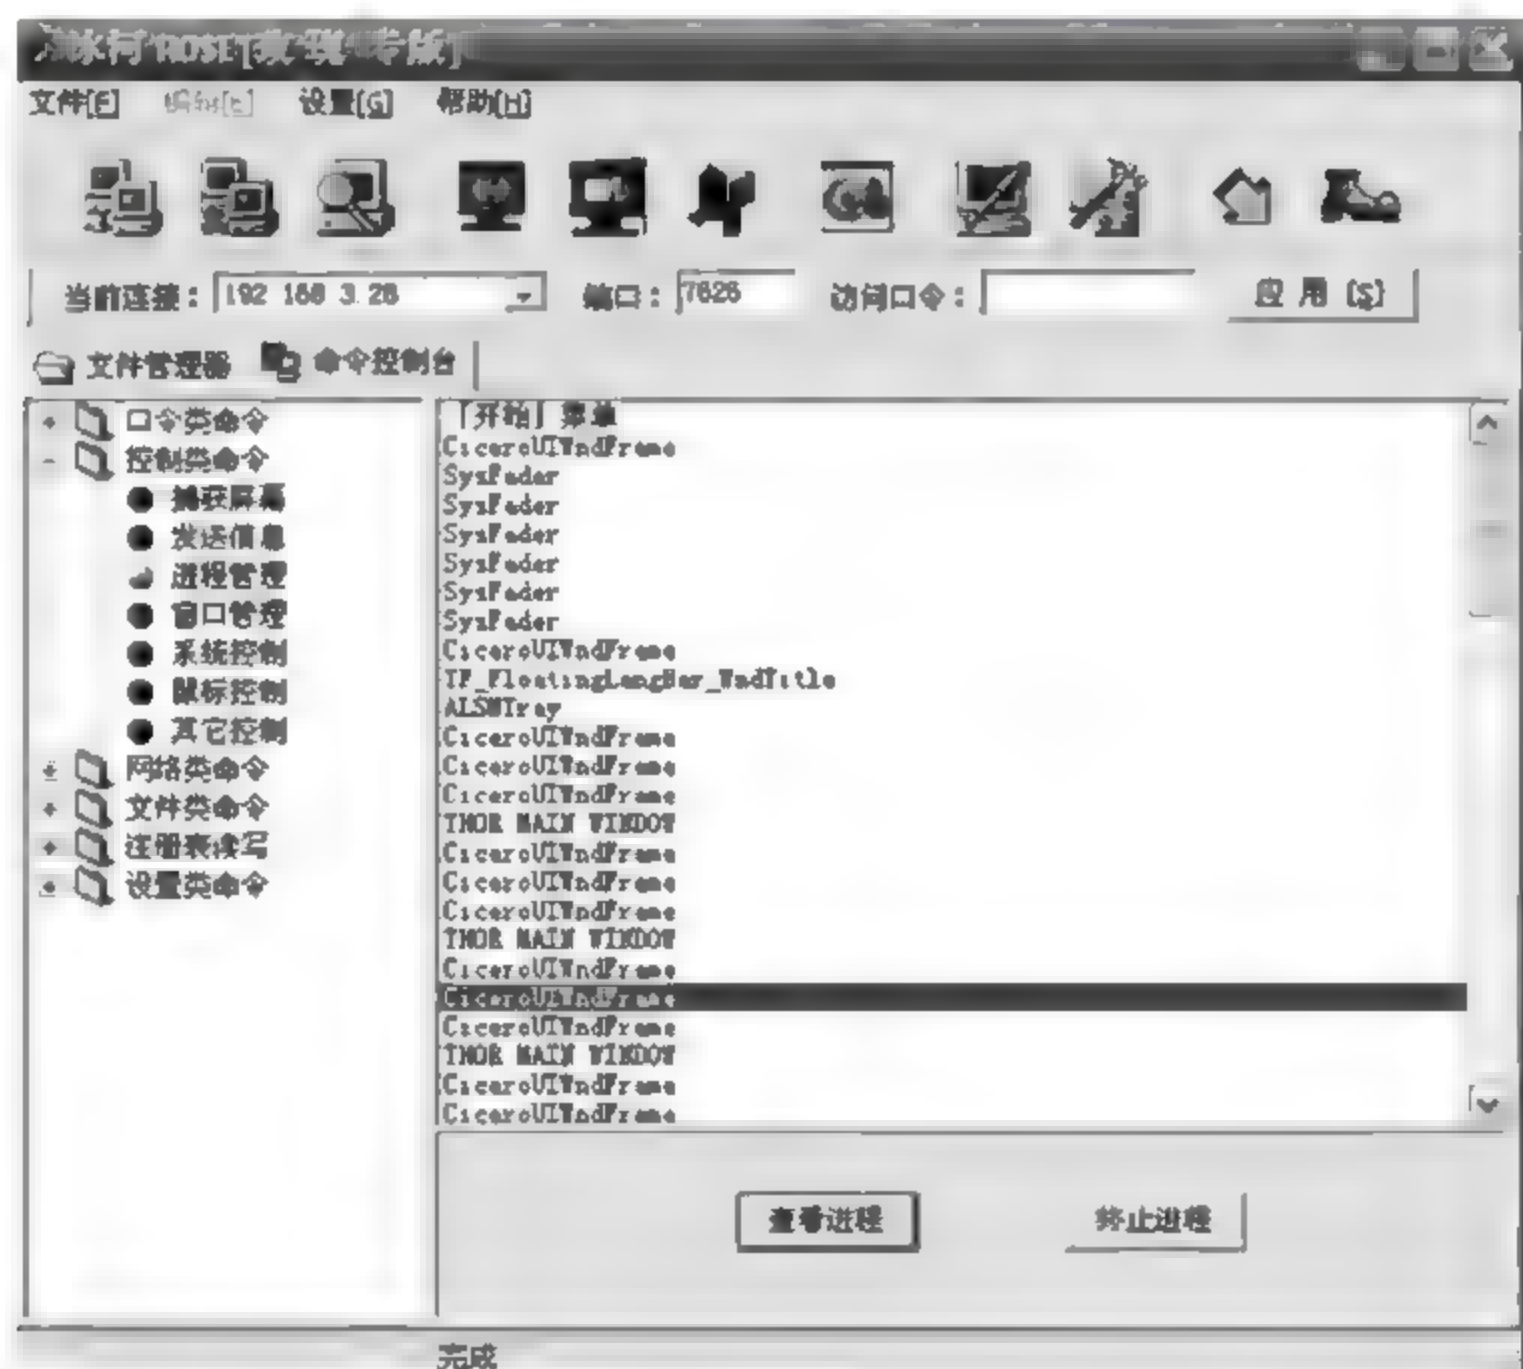 冰河 ROSE[玫瑰 专版]
文件[F] 编辑[E] 设置[G] 帮助[H]
当前连接： 192 168 3 28 端口： 7626 访问口令： 应 用 [S]
文件管理器 命令控制台
口令类命令
控制类命令
捕获屏幕
发送信息
进程管理
窗口管理
系统控制
鼠标控制
其它控制
网络类命令
文件类命令
注册表读写
设置类命令
「开始」菜单
CiceroUIWndFrame
SysFader
SysFader
SysFader
SysFader
SysFader
SysFader
CiceroUIWndFrame
TF_FloatingLangBar_WndTitle
ALSMTray
CiceroUIWndFrame
CiceroUIWndFrame
CiceroUIWndFrame
THOR MAIN WINDOW
CiceroUIWndFrame
CiceroUIWndFrame
CiceroUIWndFrame
THOR MAIN WINDOW
CiceroUIWndFrame
CiceroUIWndFrame
CiceroUIWndFrame
THOR MAIN WINDOW
CiceroUIWndFrame
CiceroUIWndFrame
查看进程 终止进程
完成